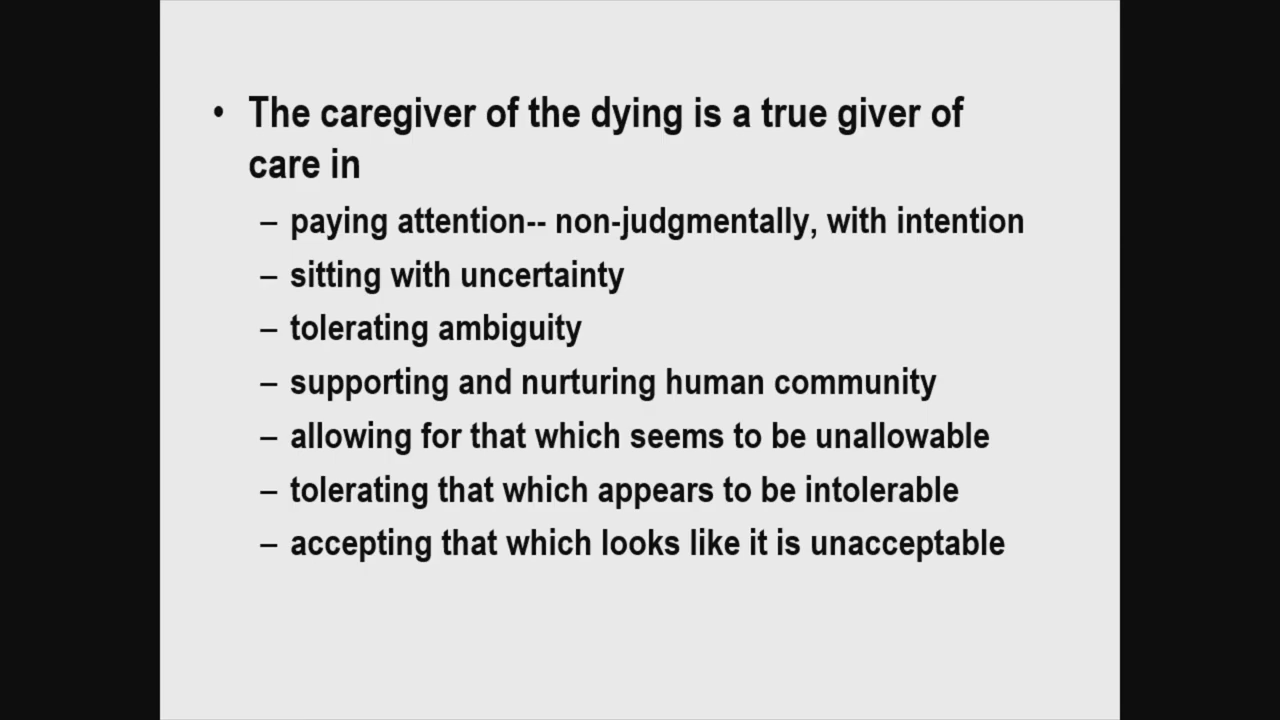 • The caregiver of the dying is a true giver of
care in
– paying attention-- non-judgmentally, with intention
– sitting with uncertainty
– tolerating ambiguity
– supporting and nurturing human community
– allowing for that which seems to be unallowable
– tolerating that which appears to be intolerable
– accepting that which looks like it is unacceptable